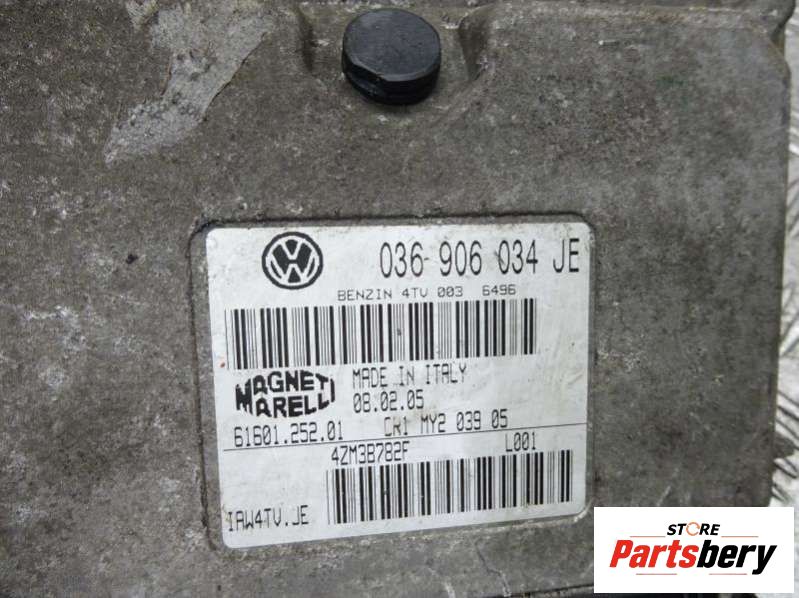 036 906 034 JE
BENZIN 4TV 003 6496
MAGNETI MARELLI
MADE IN ITALY
08.02.05
61601.252.01 CR1 MY2 039 05
4ZM3B782F L001
IAW4TV.JE
STORE
Partsbery